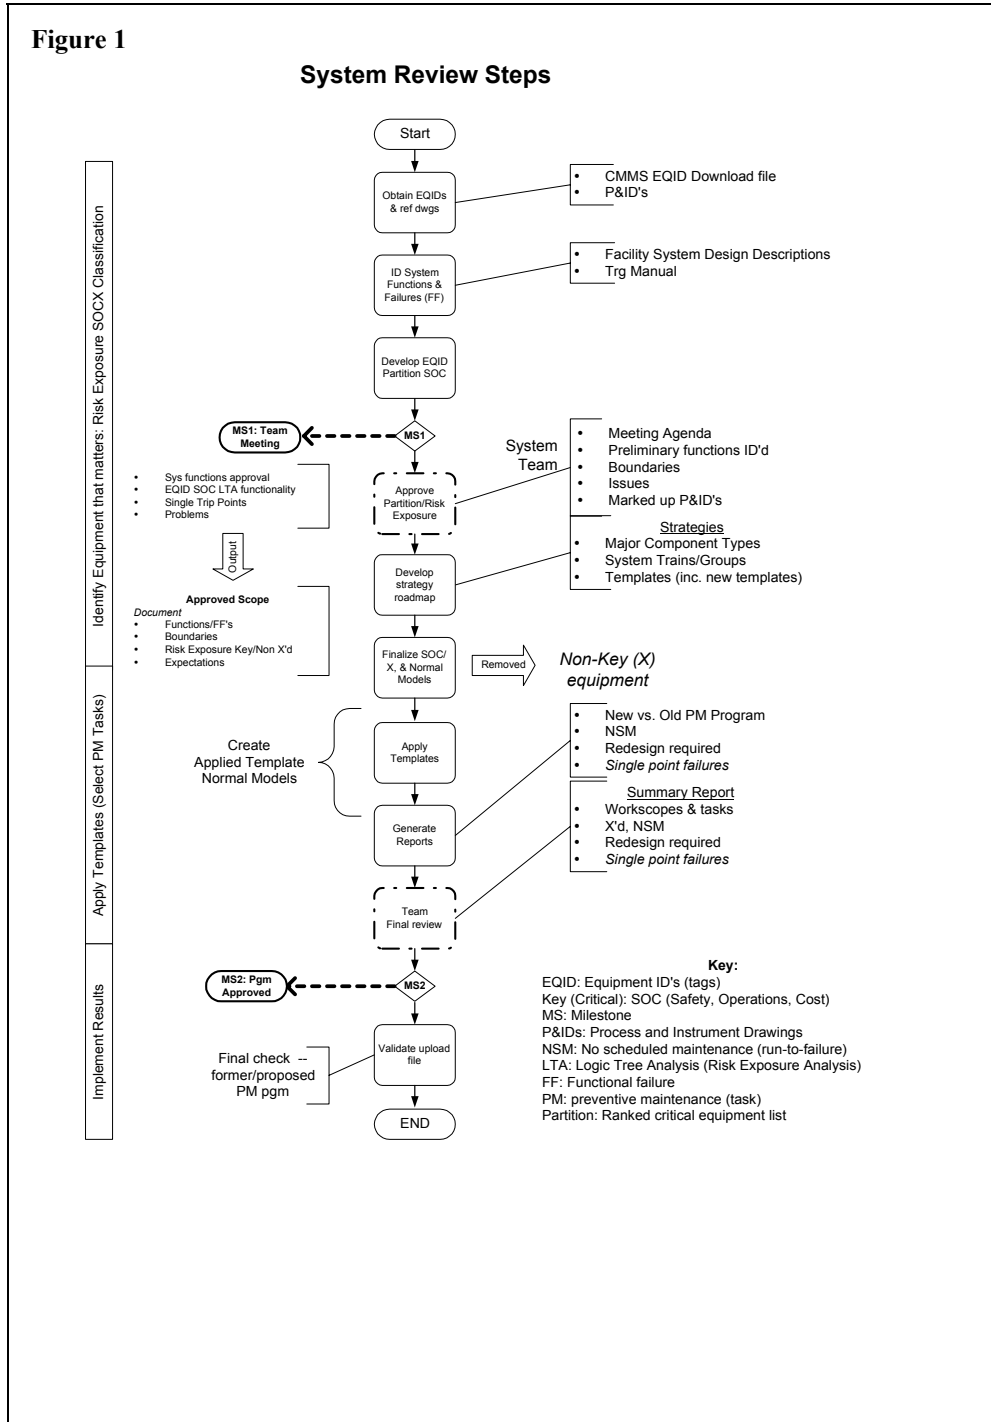 Figure 1
System Review Steps
Start
Obtain EQIDs
& ref dwgs
• CMMS EQID Download file
• P&ID's
ID System
Functions &
Failures (FF)
• Facility System Design Descriptions
• Trg Manual
Develop EQID
Partition SOC
MS1
MS1: Team
Meeting
• Sys functions approval
• EQID SOC LTA functionality
• Single Trip Points
• Problems
Output
Approved Scope
Document
• Functions/FF's
• Boundaries
• Risk Exposure Key/Non X'd
• Expectations
Approve
Partition/Risk
Exposure
System
Team
• Meeting Agenda
• Preliminary functions ID'd
• Boundaries
• Issues
• Marked up P&ID's
Develop
strategy
roadmap
Strategies
• Major Component Types
• System Trains/Groups
• Templates (inc. new templates)
Finalize SOC/
X, & Normal
Models
Removed
Non-Key (X)
equipment
Create
Applied Template
Normal Models
Apply
Templates
Generate
Reports
• New vs. Old PM Program
• NSM
• Redesign required
• Single point failures
Team
Final review
Summary Report
• Workscopes & tasks
• X'd, NSM
• Redesign required
• Single point failures
MS2
MS2: Pgm
Approved
Validate upload
file
Final check --
former/proposed
PM pgm
END
Identify Equipment that matters: Risk Exposure SOCX Classification
Apply Templates (Select PM Tasks)
Implement Results
Key:
EQID: Equipment ID's (tags)
Key (Critical): SOC (Safety, Operations, Cost)
MS: Milestone
P&IDs: Process and Instrument Drawings
NSM: No scheduled maintenance (run-to-failure)
LTA: Logic Tree Analysis (Risk Exposure Analysis)
FF: Functional failure
PM: preventive maintenance (task)
Partition: Ranked critical equipment list